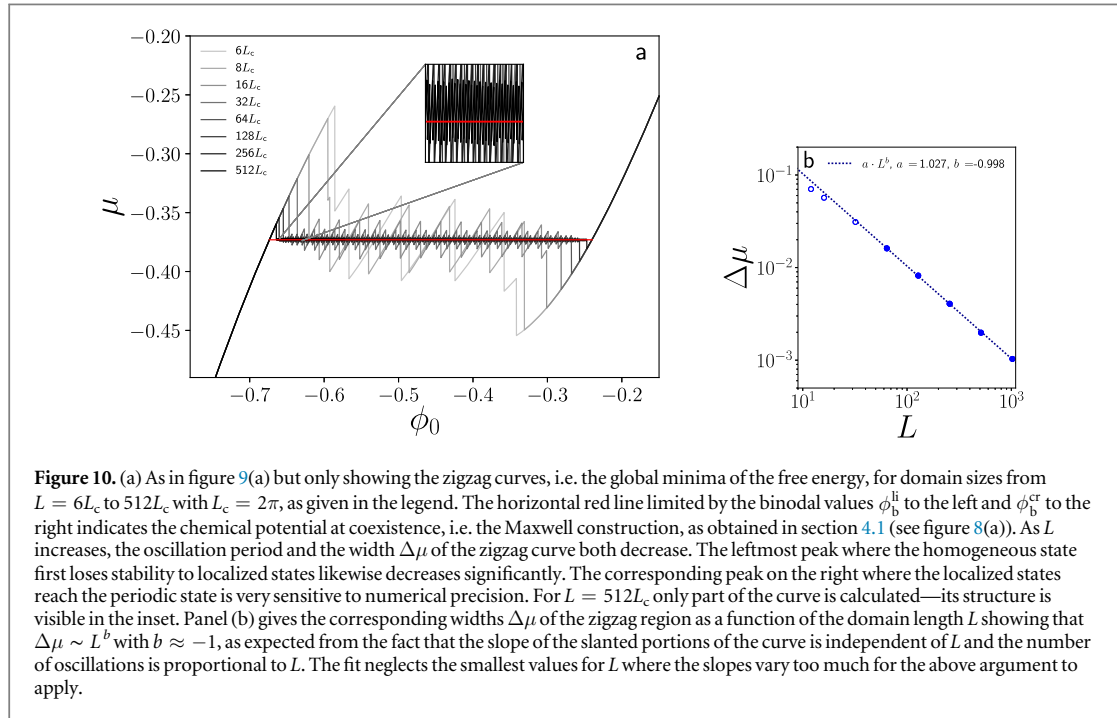 a
−0.20
−0.25
−0.30
−0.35
−0.40
−0.45
μ
6L_c
8L_c
16L_c
32L_c
64L_c
128L_c
256L_c
512L_c
−0.7
−0.6
−0.5
−0.4
−0.3
−0.2
ϕ_0
b
a · L^b, a = 1.027, b =-0.998
10^{−1}
10^{−2}
10^{−3}
Δμ
10^1
10^2
10^3
L
Figure 10. (a) As in figure 9(a) but only showing the zigzag curves, i.e. the global minima of the free energy, for domain sizes from
L = 6L_c to 512L_c with L_c = 2π, as given in the legend. The horizontal red line limited by the binodal values ϕ_b^{li} to the left and ϕ_b^{cr} to the
right indicates the chemical potential at coexistence, i.e. the Maxwell construction, as obtained in section 4.1 (see figure 8(a)). As L
increases, the oscillation period and the width Δμ of the zigzag curve both decrease. The leftmost peak where the homogeneous state
first loses stability to localized states likewise decreases significantly. The corresponding peak on the right where the localized states
reach the periodic state is very sensitive to numerical precision. For L = 512L_c only part of the curve is calculated—its structure is
visible in the inset. Panel (b) gives the corresponding widths Δμ of the zigzag region as a function of the domain length L showing that
Δμ ~ L^b with b ≈ −1, as expected from the fact that the slope of the slanted portions of the curve is independent of L and the number
of oscillations is proportional to L. The fit neglects the smallest values for L where the slopes vary too much for the above argument to
apply.